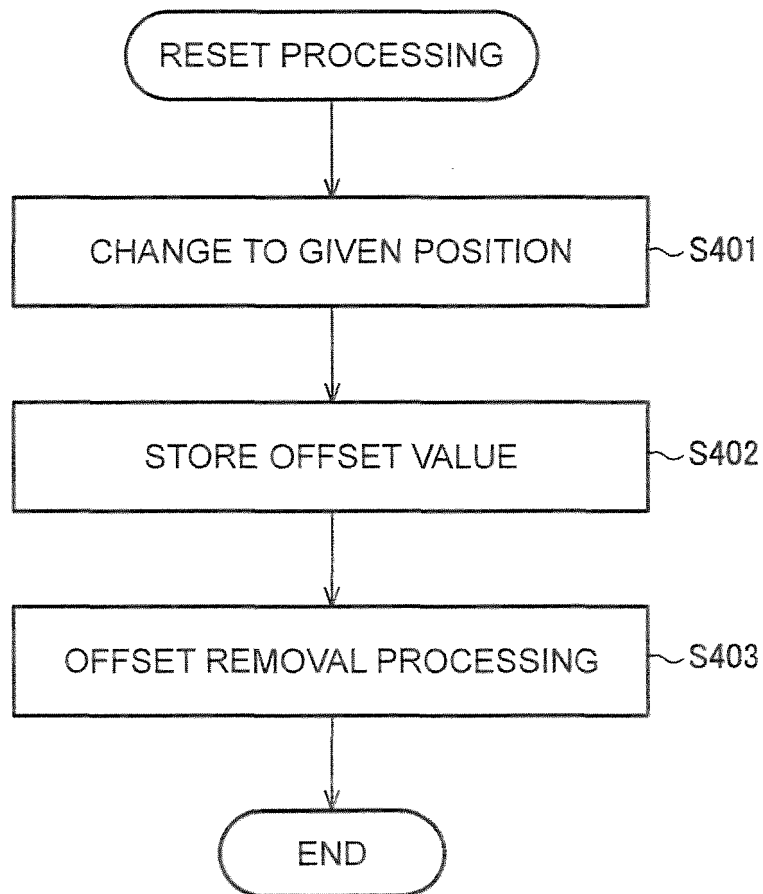 RESET PROCESSING
CHANGE TO GIVEN POSITION
S401
STORE OFFSET VALUE
S402
OFFSET REMOVAL PROCESSING
S403
END